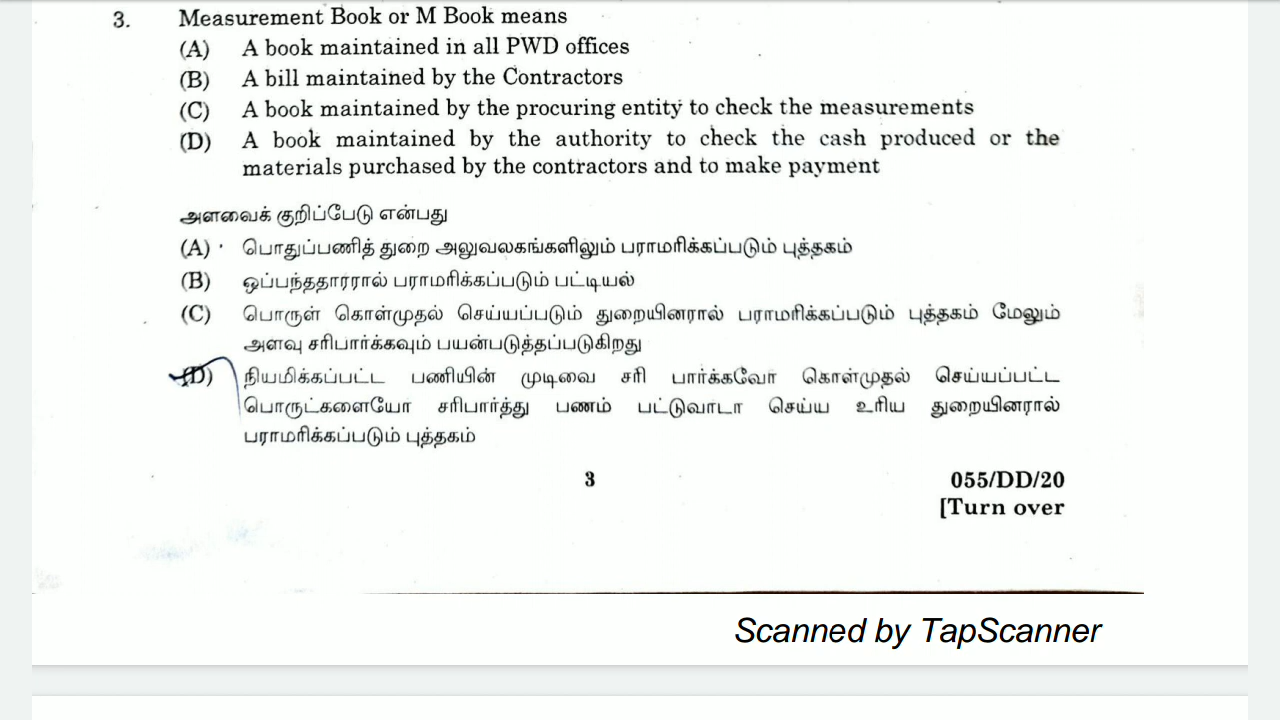 3. Measurement Book or M Book means
(A) A book maintained in all PWD offices
(B) A bill maintained by the Contractors
(C) A book maintained by the procuring entity to check the measurements
(D) A book maintained by the authority to check the cash produced or the
materials purchased by the contractors and to make payment
அளவைக் குறிப்பேடு என்பது
(A) பொதுப்பணித் துறை அலுவலகங்களிலும் பராமரிக்கப்படும் புத்தகம்
(B) ஒப்பந்ததாரரால் பராமரிக்கப்படும் பட்டியல்
(C) பொருள் கொள்முதல் செய்யப்படும் துறையினரால் பராமரிக்கப்படும் புத்தகம் மேலும்
அளவு சரிபார்க்கவும் பயன்படுத்தப்படுகிறது
(D) நியமிக்கப்பட்ட பணியின் முடிவை சரி பார்க்கவோ கொள்முதல் செய்யப்பட்ட
பொருட்களையோ சரிபார்த்து பணம் பட்டுவாடா செய்ய உரிய துறையினரால்
பராமரிக்கப்படும் புத்தகம்
3 055/DD/20
[Turn over
Scanned by TapScanner